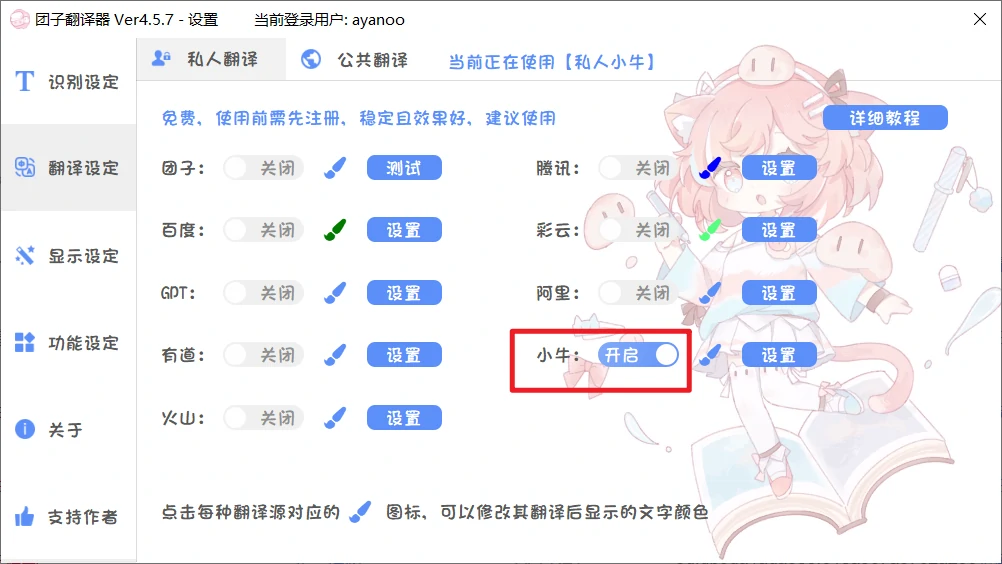 团子翻译器 Ver4.5.7 - 设置 当前登录用户: ayanoo
识别设定
翻译设定
显示设定
功能设定
关于
支持作者
私人翻译 公共翻译 当前正在使用【私人小牛】
免费, 使用前需先注册, 稳定且效果好, 建议使用 详细教程
团子: 关闭 测试 腾讯: 关闭 设置
百度: 关闭 设置 彩云: 关闭 设置
GPT: 关闭 设置 阿里: 关闭 设置
有道: 关闭 设置 小牛: 开启 设置
火山: 关闭 设置
点击每种翻译源对应的 图标, 可以修改其翻译后显示的文字颜色